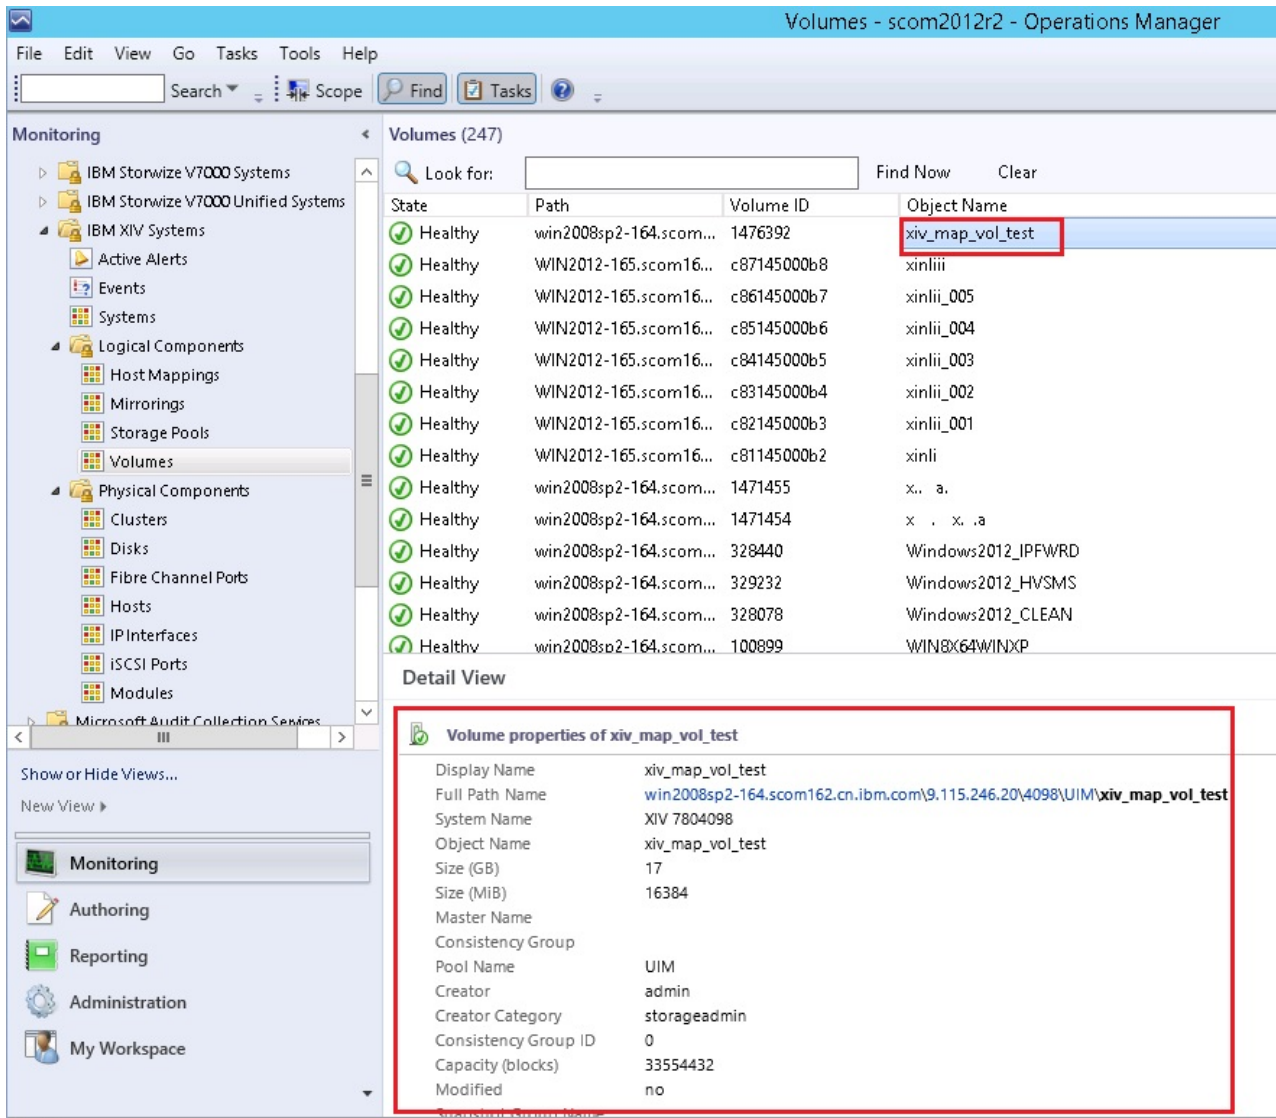 Volumes - scom2012r2 - Operations Manager
File Edit View Go Tasks Tools Help
Search Scope Find Tasks
Monitoring
IBM Storwize V7000 Systems
IBM Storwize V7000 Unified Systems
IBM XIV Systems
Active Alerts
Events
Systems
Logical Components
Host Mappings
Mirrorings
Storage Pools
Volumes
Physical Components
Clusters
Disks
Fibre Channel Ports
Hosts
IP Interfaces
iSCSI Ports
Modules
Microsoft Audit Collection Services
Show or Hide Views...
New View
Monitoring
Authoring
Reporting
Administration
My Workspace
Volumes (247)
Look for: Find Now Clear
State Path Volume ID Object Name
Healthy win2008sp2-164.scom... 1476392 xiv_map_vol_test
Healthy WIN2012-165.scom16... c87145000b8 xinliii
Healthy WIN2012-165.scom16... c86145000b7 xinlii_005
Healthy WIN2012-165.scom16... c85145000b6 xinlii_004
Healthy WIN2012-165.scom16... c84145000b5 xinlii_003
Healthy WIN2012-165.scom16... c83145000b4 xinlii_002
Healthy WIN2012-165.scom16... c82145000b3 xinlii_001
Healthy WIN2012-165.scom16... c81145000b2 xinli
Healthy win2008sp2-164.scom... 1471455 x.. a.
Healthy win2008sp2-164.scom... 1471454 x . x. .a
Healthy win2008sp2-164.scom... 328440 Windows2012_IPFWRD
Healthy win2008sp2-164.scom... 329232 Windows2012_HVSMS
Healthy win2008sp2-164.scom... 328078 Windows2012_CLEAN
Healthy win2008sp2-164.scom... 100899 WIN8X64WINXP
Detail View
Volume properties of xiv_map_vol_test
Display Name xiv_map_vol_test
Full Path Name win2008sp2-164.scom162.cn.ibm.com\9.115.246.20\4098\UIM\xiv_map_vol_test
System Name XIV 7804098
Object Name xiv_map_vol_test
Size (GB) 17
Size (MiB) 16384
Master Name
Consistency Group
Pool Name UIM
Creator admin
Creator Category storageadmin
Consistency Group ID 0
Capacity (blocks) 33554432
Modified no
Snapshot Group Name